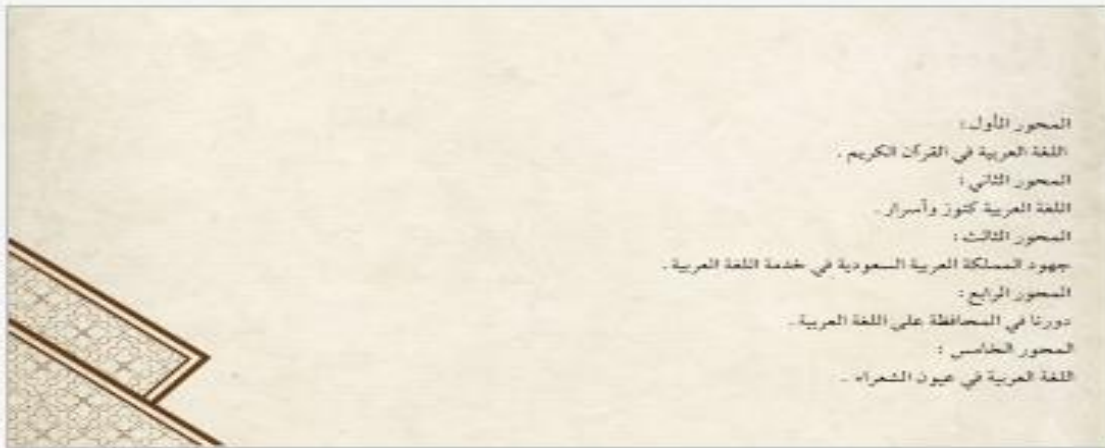 المحور الأول :
اللغة العربية في القرآن الكريم .
المحور الثاني :
اللغة العربية كنوز وأسرار .
المحور الثالث :
جهود المملكة العربية السعودية في خدمة اللغة العربية .
المحور الرابع :
دورنا في المحافظة على اللغة العربية .
المحور الخامس :
اللغة العربية في عيون الشعراء .